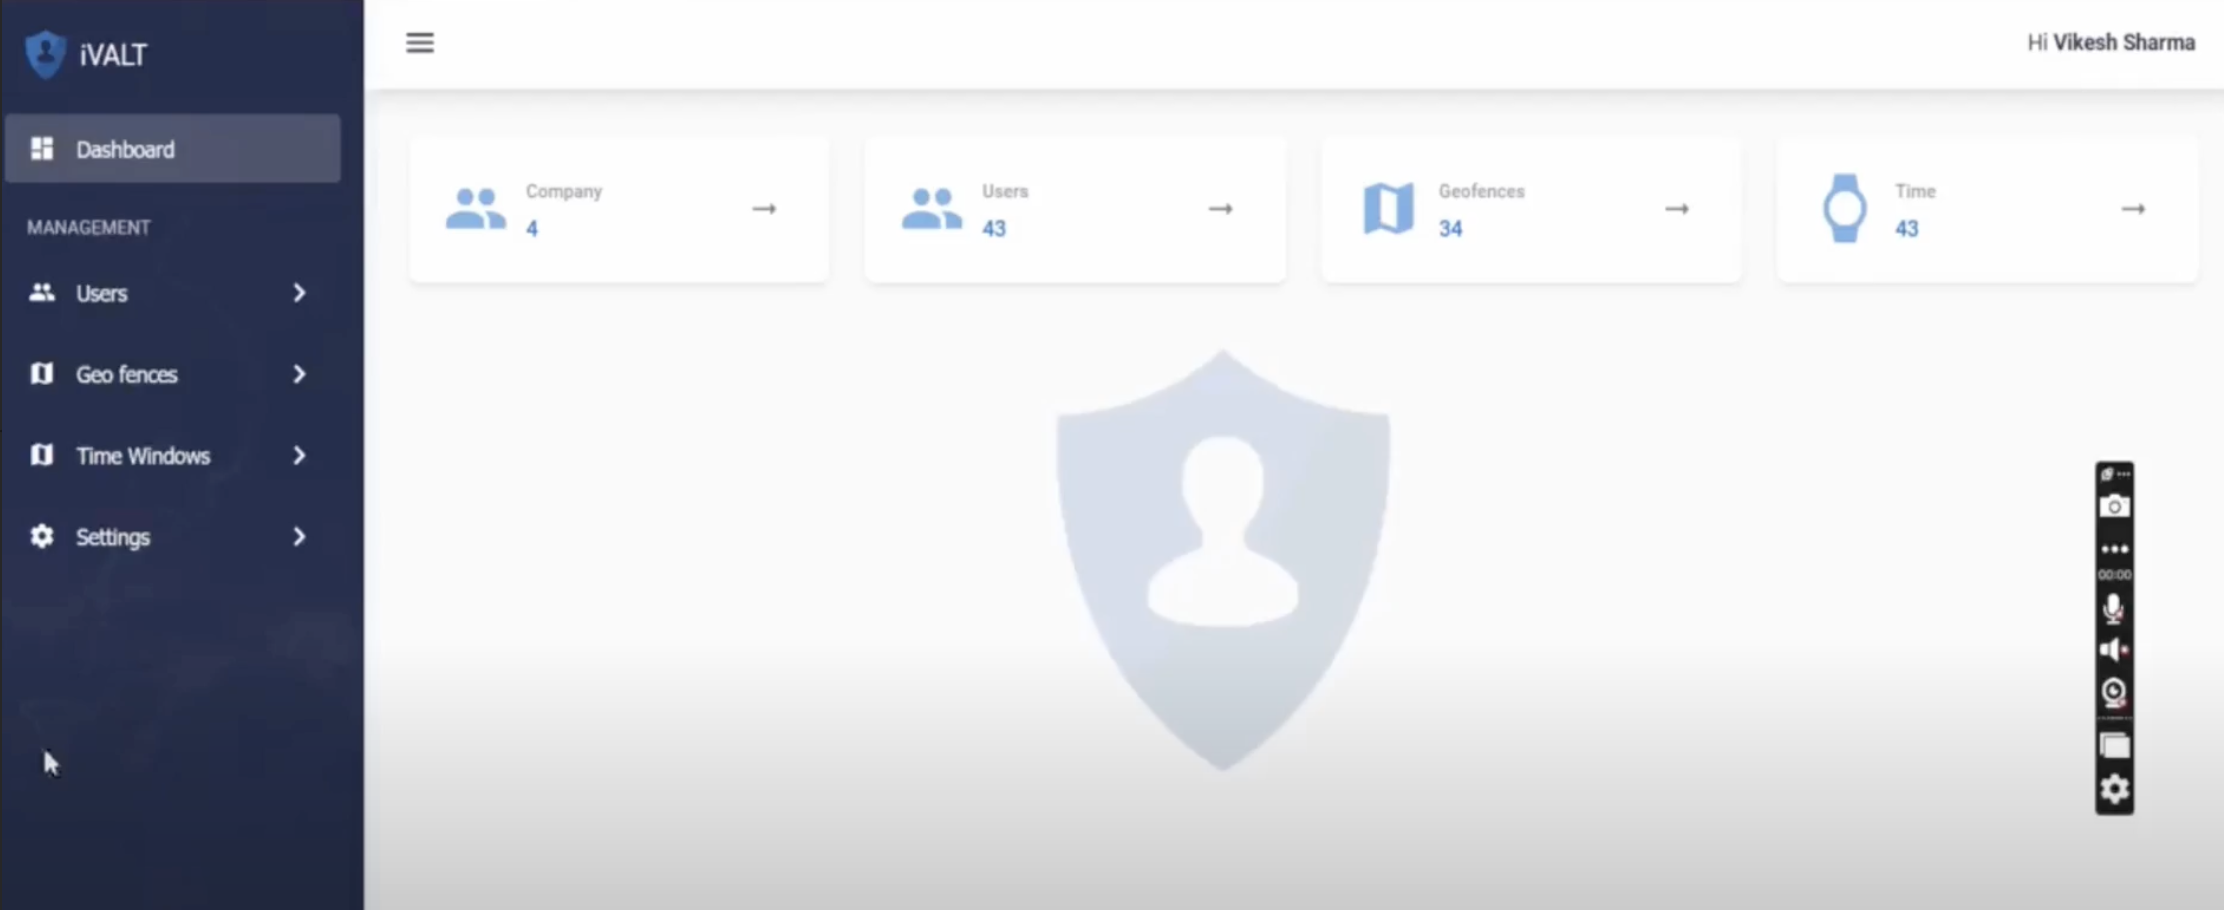 iVALT
Hi Vikesh Sharma
Dashboard
MANAGEMENT
Users
Geo fences
Time Windows
Settings
Company
4
Users
43
Geofences
34
Time
43
00:00